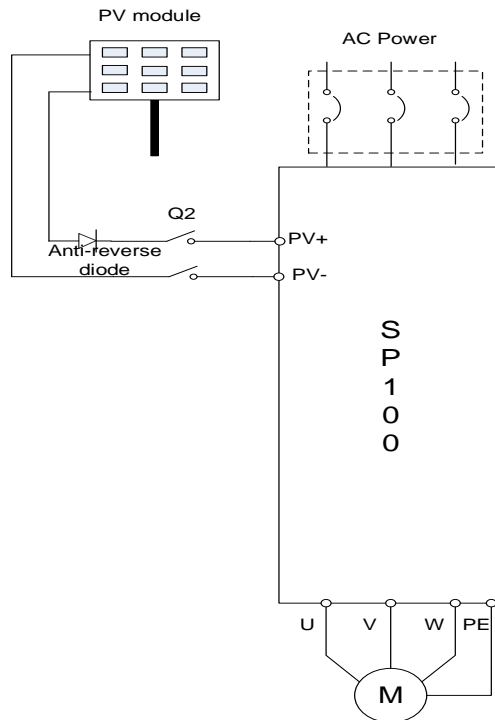 PV module
AC Power
Q2
PV+
Anti-reverse
diode
PV-
S
P
1
0
0
U
V
W
PE
M